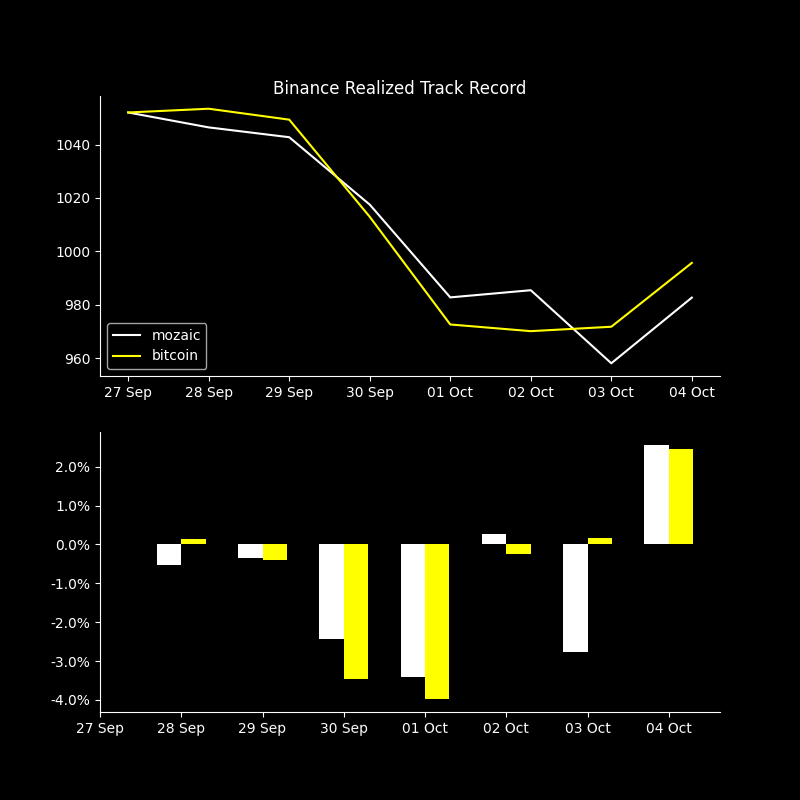 Binance Realized Track Record
1040
1020
1000
980
960
mozaic
bitcoin
27 Sep 28 Sep 29 Sep 30 Sep 01 Oct 02 Oct 03 Oct 04 Oct
2.0%
1.0%
0.0%
-1.0%
-2.0%
-3.0%
-4.0%
27 Sep 28 Sep 29 Sep 30 Sep 01 Oct 02 Oct 03 Oct 04 Oct